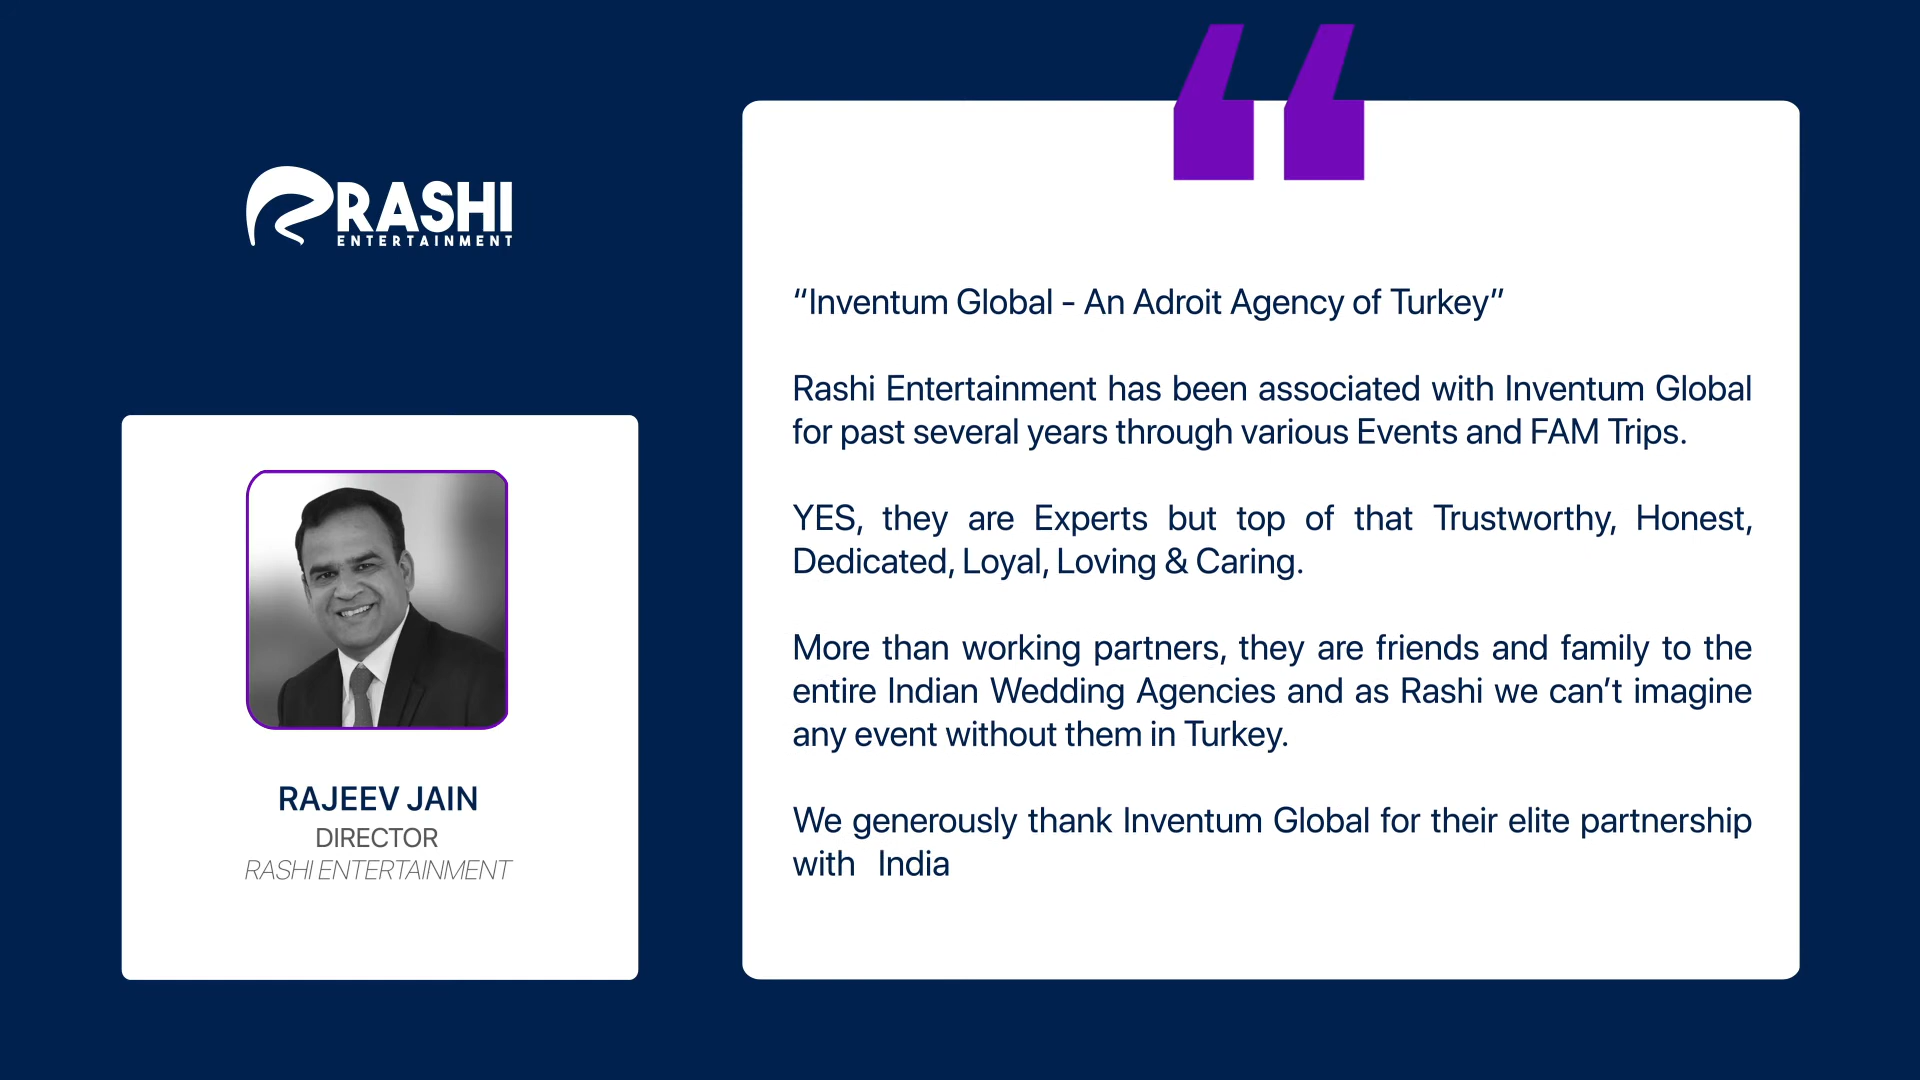 RASHI
ENTERTAINMENT
RAJEEV JAIN
DIRECTOR
RASHI ENTERTAINMENT
“Inventum Global - An Adroit Agency of Turkey”
Rashi Entertainment has been associated with Inventum Global
for past several years through various Events and FAM Trips.
YES, they are Experts but top of that Trustworthy, Honest,
Dedicated, Loyal, Loving & Caring.
More than working partners, they are friends and family to the
entire Indian Wedding Agencies and as Rashi we can’t imagine
any event without them in Turkey.
We generously thank Inventum Global for their elite partnership
with India